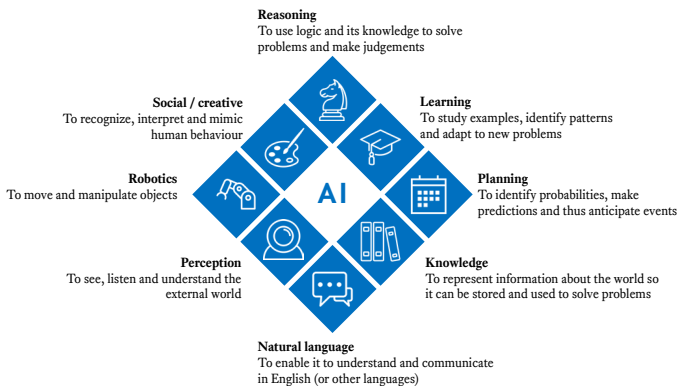 Reasoning
To use logic and its knowledge to solve
problems and make judgements
Social / creative
To recognize, interpret and mimic
human behaviour
Learning
To study examples, identify patterns
and adapt to new problems
Robotics
To move and manipulate objects
AI
Planning
To identify probabilities, make
predictions and thus anticipate events
Perception
To see, listen and understand the
external world
Knowledge
To represent information about the world so
it can be stored and used to solve problems
Natural language
To enable it to understand and communicate
in English (or other languages)